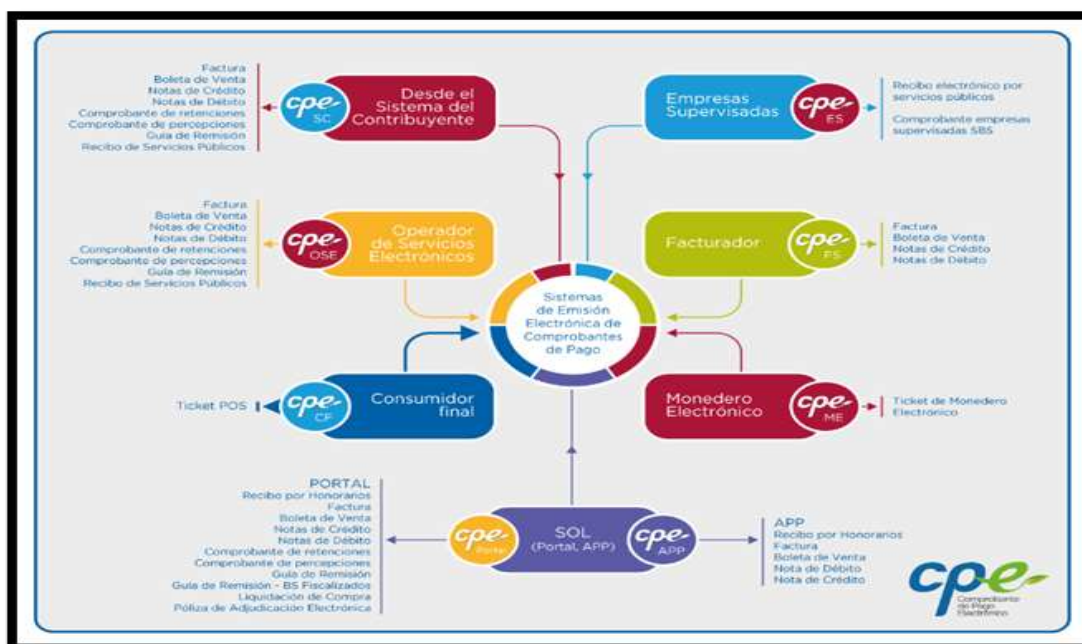 Factura
Boleta de Venta
Notas de Crédito
Notas de Débito
Comprobante de retenciones
Comprobante de percepciones
Guía de Remisión
Recibo de Servicios Públicos
cpe-
SC
Desde el
Sistema del
Contribuyente
Empresas
Supervisadas
cpe-
ES
Recibo electrónico por
servicios públicos
Comprobante empresas
supervisadas SBS
Factura
Boleta de Venta
Notas de Crédito
Notas de Débito
Comprobante de retenciones
Comprobante de percepciones
Guía de Remisión
Recibo de Servicios Públicos
cpe-
OSE
Operador
de Servicios
Electrónicos
Facturador
cpe-
FS
Factura
Boleta de Venta
Notas de Crédito
Notas de Débito
Sistemas
de Emisión
Electrónica de
Comprobantes
de Pago
Ticket POS
cpe-
CF
Consumidor
final
Monedero
Electrónico
cpe-
ME
Ticket de Monedero
Electrónico
PORTAL
Recibo por Honorarios
Factura
Boleta de Venta
Notas de Crédito
Notas de Débito
Comprobante de retenciones
Comprobante de percepciones
Guía de Remisión
Guía de Remisión - BS Fiscalizados
Liquidación de Compra
Póliza de Adjudicación Electrónica
cpe-
Portal
SOL
(Portal, APP)
cpe-
APP
APP
Recibo por Honorarios
Factura
Boleta de Venta
Nota de Débito
Nota de Crédito
cpe
Comprobante
de Pago
Electrónico